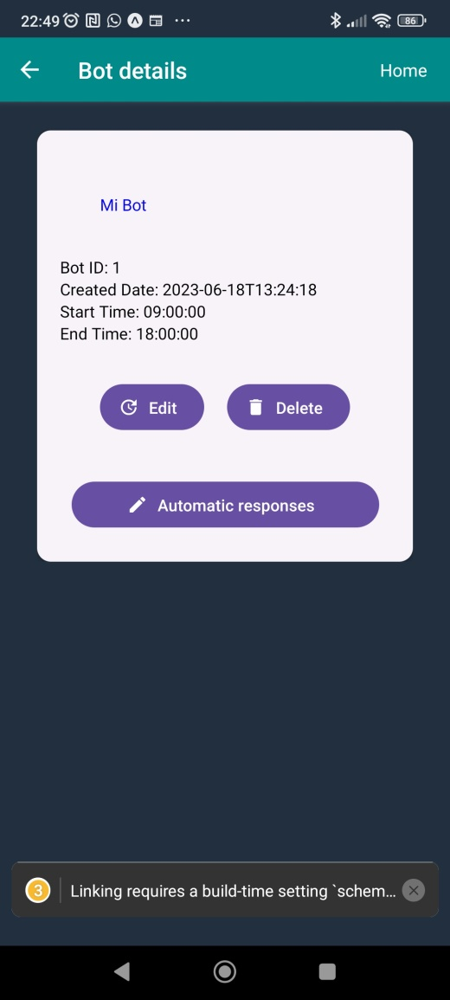 22:49
86
Bot details
Home
Mi Bot
Bot ID: 1
Created Date: 2023-06-18T13:24:18
Start Time: 09:00:00
End Time: 18:00:00
Edit
Delete
Automatic responses
3
Linking requires a build-time setting `schem...